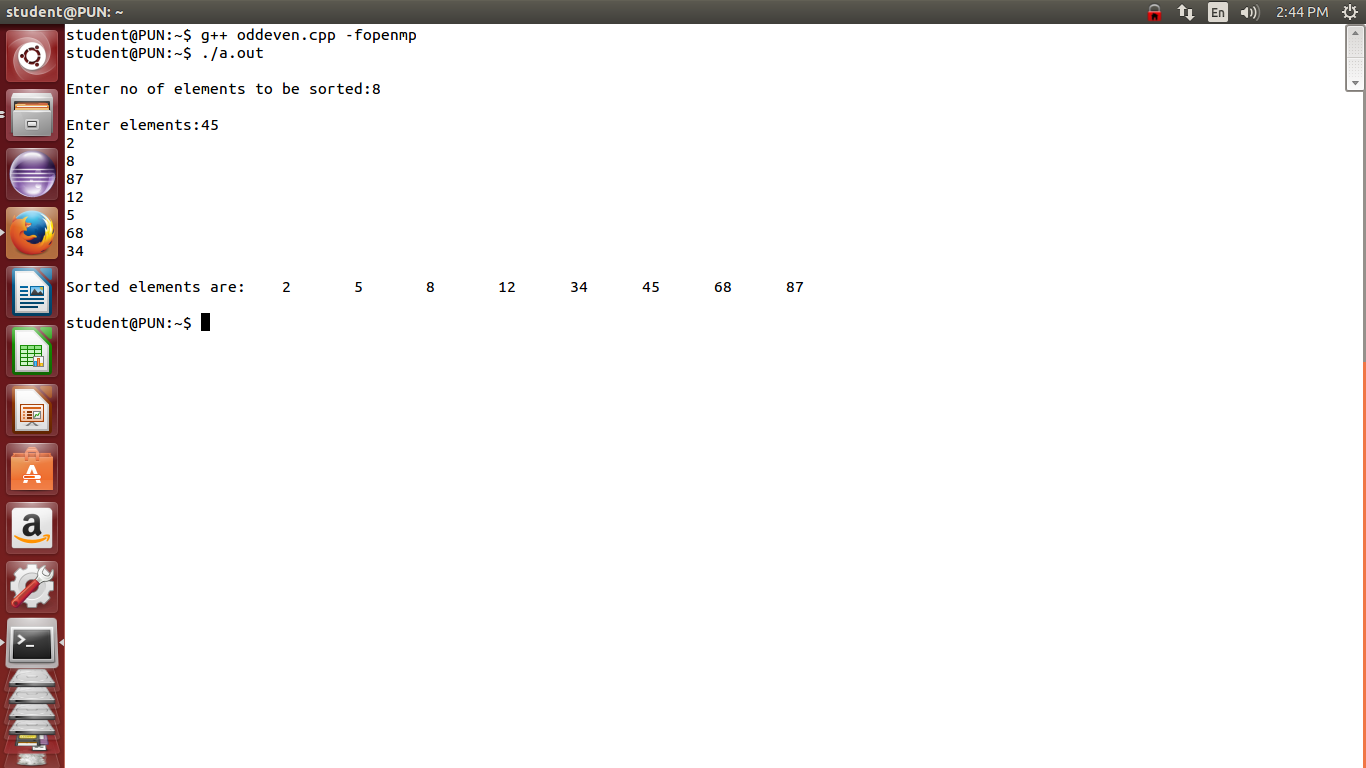 student@PUN: ~
En 2:44 PM
student@PUN:~$ g++ oddeven.cpp -fopenmp
student@PUN:~$ ./a.out
Enter no of elements to be sorted:8
Enter elements:45
2
8
87
12
5
68
34
Sorted elements are:    2       5       8       12      34      45      68      87
student@PUN:~$